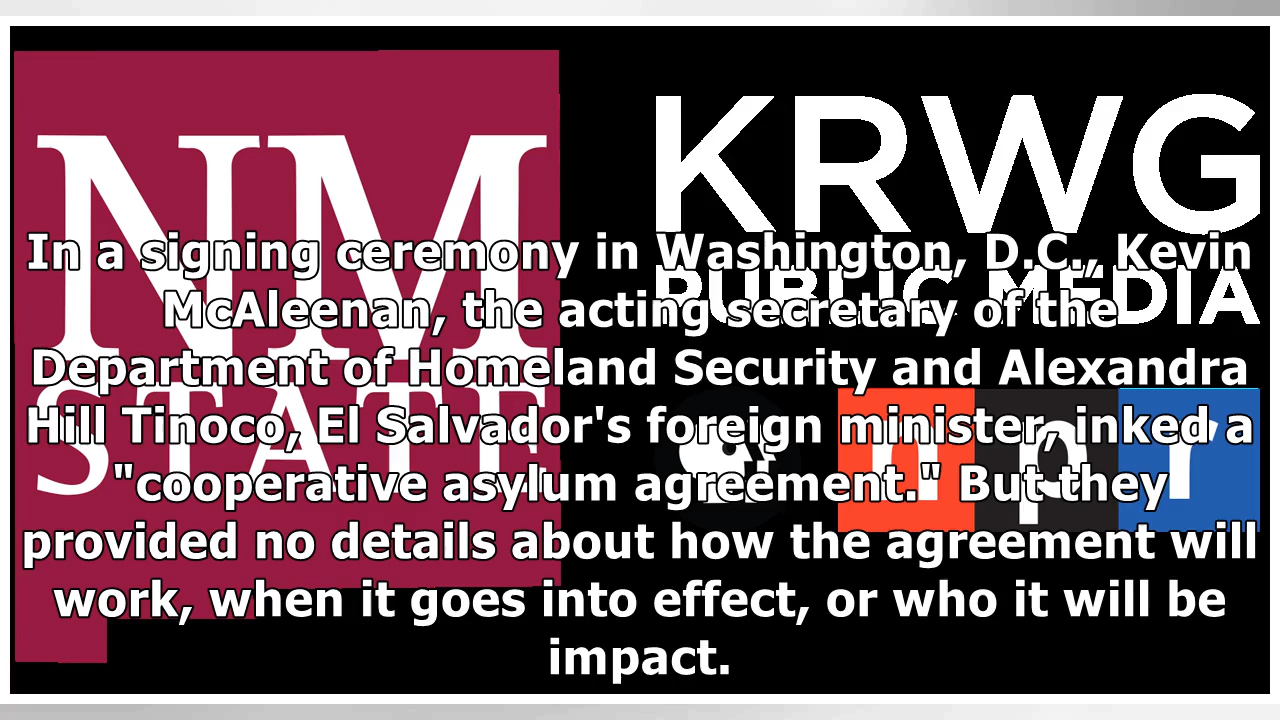 NM
STATE
KRWG
PUBLIC MEDIA
npr
In a signing ceremony in Washington, D.C., Kevin
McAleenan, the acting secretary of the
Department of Homeland Security and Alexandra
Hill Tinoco, El Salvador's foreign minister, inked a
"cooperative asylum agreement." But they
provided no details about how the agreement will
work, when it goes into effect, or who it will be
impact.